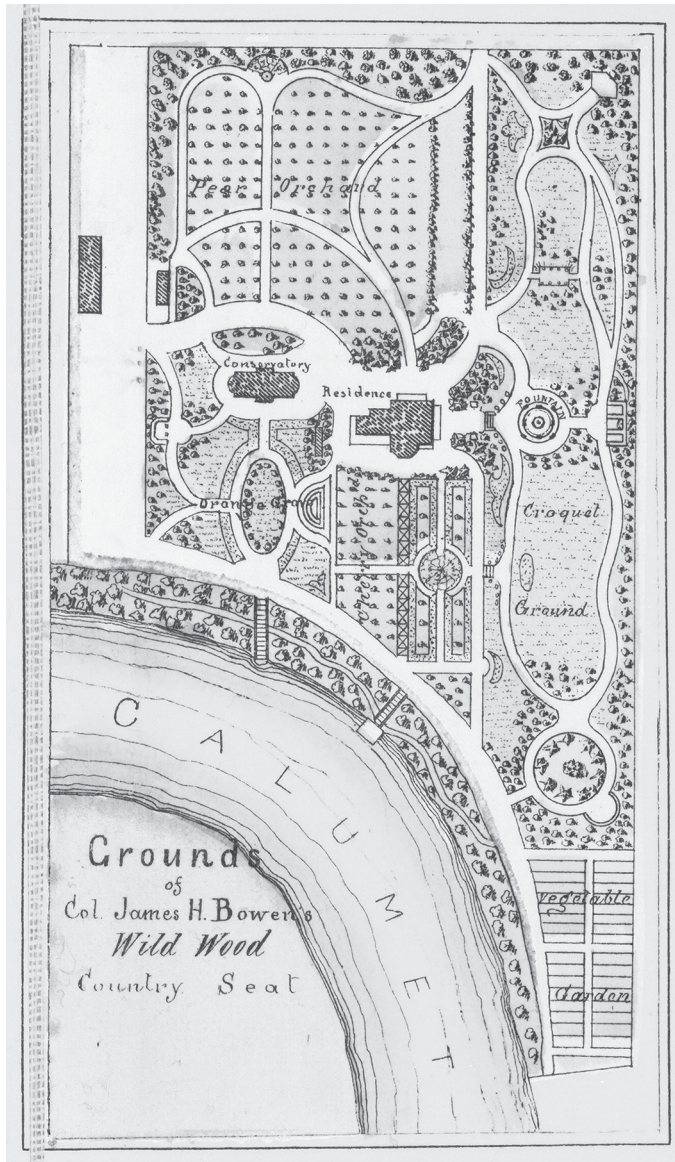 Pear Orchard
Conservatory
Residence
FOUNTAIN
Orange Grove
Croquet
Ground
CALUMET
Grounds
of
Col. James H. Bowen's
Wild Wood
Country Seat
Vegetable
Garden